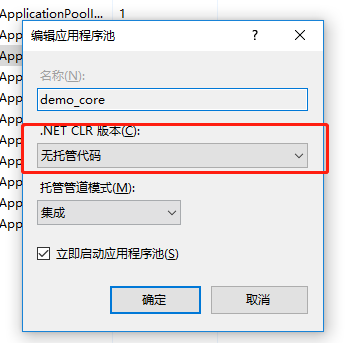 ApplicationPoolI... 1
App
App
App
App
App
App
App
App
App
App
编辑应用程序池 ? ×
名称(N):
demo_core
.NET CLR 版本(C):
无托管代码
托管管道模式(M):
集成
立即启动应用程序池(S)
确定 取消